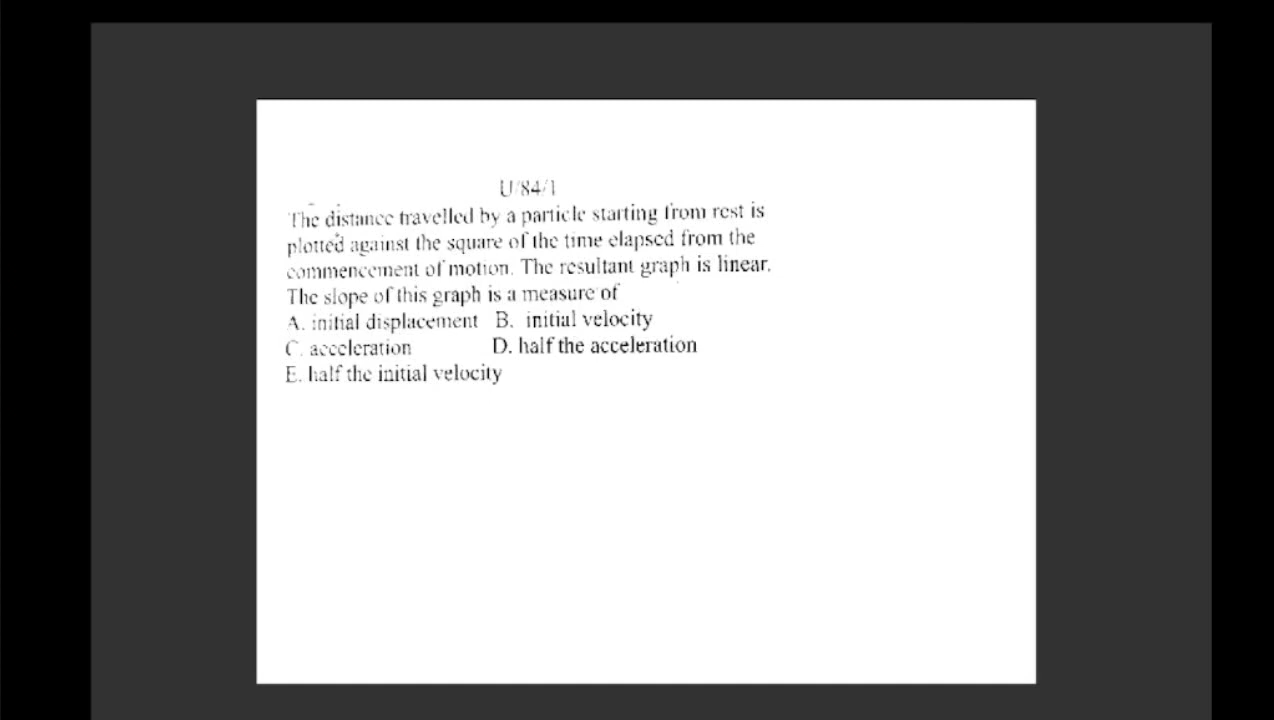 U/84/1
The distance travelled by a particle starting from rest is
plotted against the square of the time elapsed from the
commencement of motion. The resultant graph is linear.
The slope of this graph is a measure of
A. initial displacement B. initial velocity
C. acceleration D. half the acceleration
E. half the initial velocity